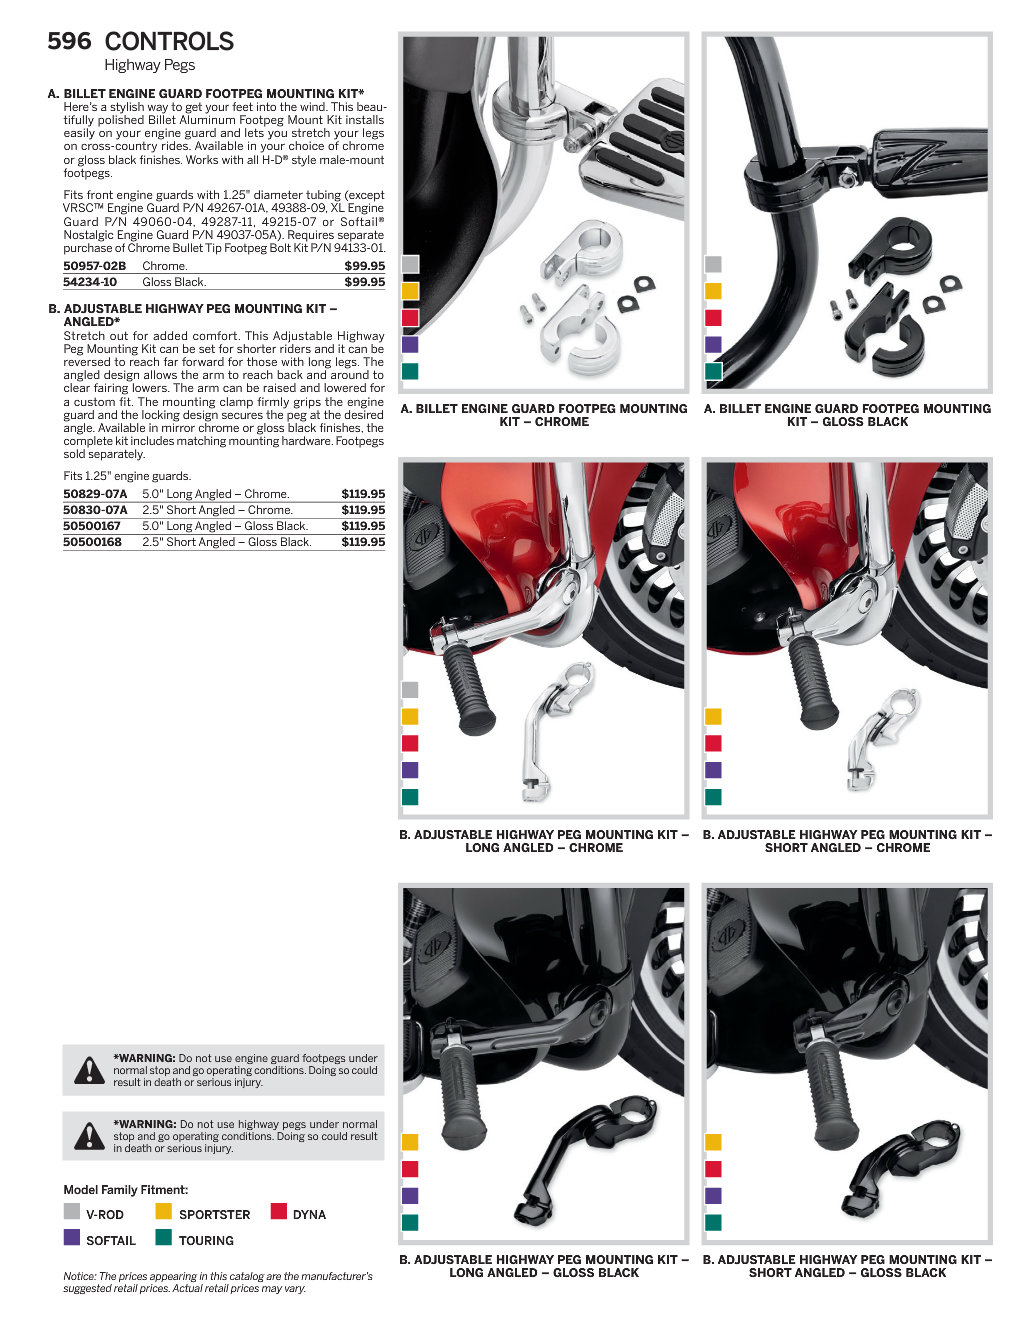 596 CONTROLS
Highway Pegs
A. BILLET ENGINE GUARD FOOTPEG MOUNTING KIT*
Here's a stylish way to get your feet into the wind. This beau-
tifully polished Billet Aluminum Footpeg Mount Kit installs
easily on your engine guard and lets you stretch your legs
on cross-country rides. Available in your choice of chrome
or gloss black finishes. Works with all H-D® style male-mount
footpegs.
Fits front engine guards with 1.25" diameter tubing (except
VRSC™ Engine Guard P/N 49267-01A, 49388-09, XL Engine
Guard P/N 49060-04, 49287-11, 49215-07 or Softail®
Nostalgic Engine Guard P/N 49037-05A). Requires separate
purchase of Chrome Bullet Tip Footpeg Bolt Kit P/N 94133-01.
50957-02B Chrome. $99.95
54234-10 Gloss Black. $99.95
B. ADJUSTABLE HIGHWAY PEG MOUNTING KIT –
ANGLED*
Stretch out for added comfort. This Adjustable Highway
Peg Mounting Kit can be set for shorter riders and it can be
reversed to reach far forward for those with long legs. The
angled design allows the arm to reach back and around to
clear fairing lowers. The arm can be raised and lowered for
a custom fit. The mounting clamp firmly grips the engine
guard and the locking design secures the peg at the desired
angle. Available in mirror chrome or gloss black finishes, the
complete kit includes matching mounting hardware. Footpegs
sold separately.
Fits 1.25" engine guards.
50829-07A 5.0" Long Angled – Chrome. $119.95
50830-07A 2.5" Short Angled – Chrome. $119.95
50500167 5.0" Long Angled – Gloss Black. $119.95
50500168 2.5" Short Angled – Gloss Black. $119.95
A. BILLET ENGINE GUARD FOOTPEG MOUNTING
KIT – CHROME
A. BILLET ENGINE GUARD FOOTPEG MOUNTING
KIT – GLOSS BLACK
B. ADJUSTABLE HIGHWAY PEG MOUNTING KIT –
LONG ANGLED – CHROME
B. ADJUSTABLE HIGHWAY PEG MOUNTING KIT –
SHORT ANGLED – CHROME
B. ADJUSTABLE HIGHWAY PEG MOUNTING KIT –
LONG ANGLED – GLOSS BLACK
B. ADJUSTABLE HIGHWAY PEG MOUNTING KIT –
SHORT ANGLED – GLOSS BLACK
*WARNING: Do not use engine guard footpegs under
normal stop and go operating conditions. Doing so could
result in death or serious injury.
*WARNING: Do not use highway pegs under normal
stop and go operating conditions. Doing so could result
in death or serious injury.
Model Family Fitment:
V-ROD SPORTSTER DYNA
SOFTAIL TOURING
Notice: The prices appearing in this catalog are the manufacturer's
suggested retail prices. Actual retail prices may vary.